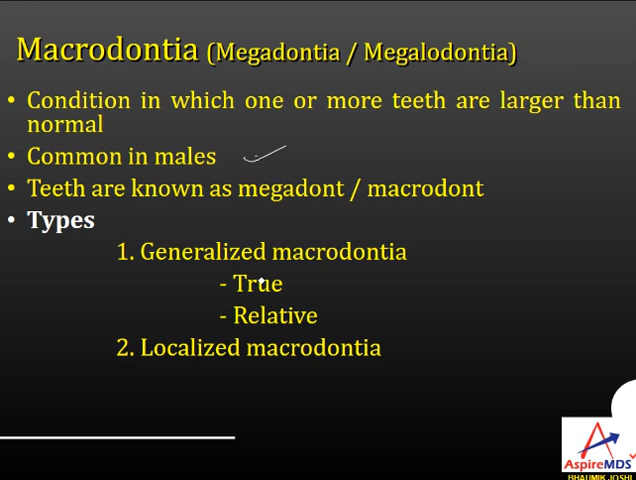 Macrodontia (Megadontia / Megalodontia)
• Condition in which one or more teeth are larger than
normal
• Common in males
• Teeth are known as megadont / macrodont
• Types
1. Generalized macrodontia
- True
- Relative
2. Localized macrodontia
AspireMDS
BHAUMIK JOSHI